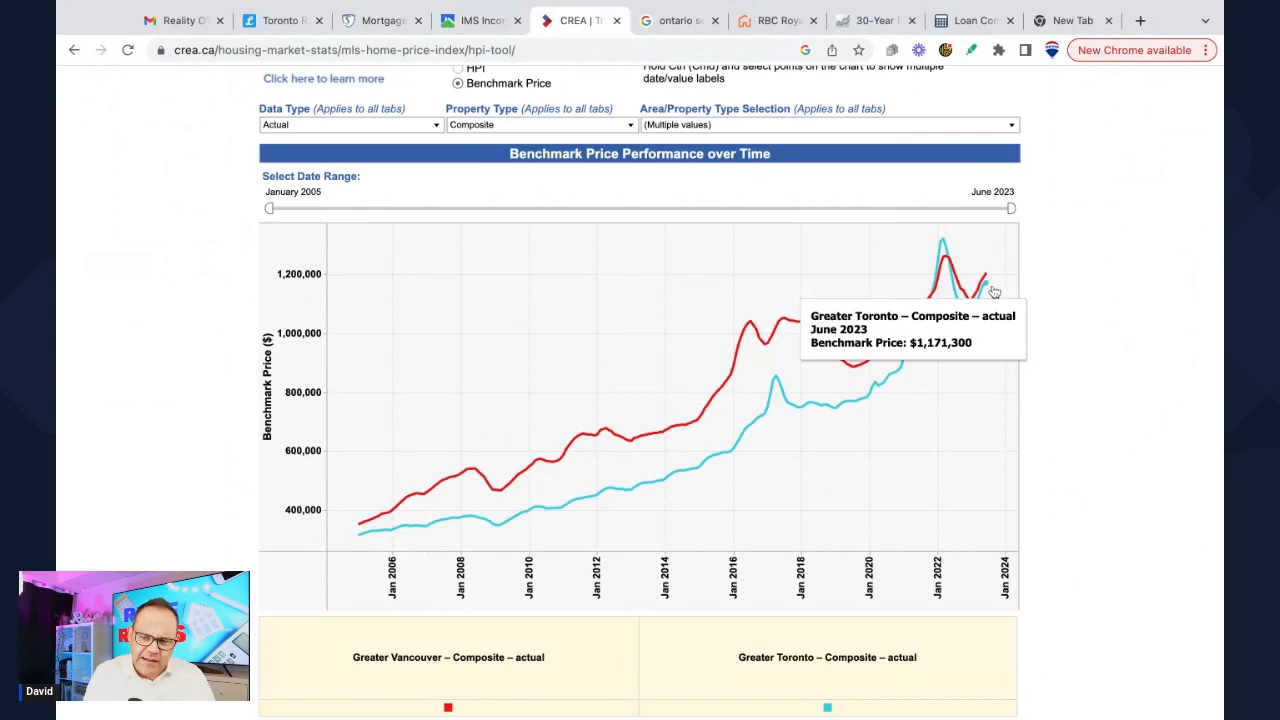 Reality O
Toronto R
Mortgag
IMS Incor
CREA | Tr
ontario sa
RBC Roya
30-Year
Loan Com
New Tab
crea.ca/housing-market-stats/mls-home-price-index/hpi-tool/
New Chrome available
Click here to learn more
HPI
Benchmark Price
Hold Ctrl (Cmd) and select points on the chart to show multiple
date/value labels
Data Type (Applies to all tabs)
Property Type (Applies to all tabs)
Area/Property Type Selection (Applies to all tabs)
Actual
Composite
(Multiple values)
Benchmark Price Performance over Time
Select Date Range:
January 2005
June 2023
1,200,000
1,000,000
800,000
600,000
400,000
Benchmark Price ($)
Greater Toronto – Composite – actual
June 2023
Benchmark Price: $1,171,300
Jan 2006
Jan 2008
Jan 2010
Jan 2012
Jan 2014
Jan 2016
Jan 2018
Jan 2020
Jan 2022
Jan 2024
Greater Vancouver – Composite – actual
Greater Toronto – Composite – actual
David